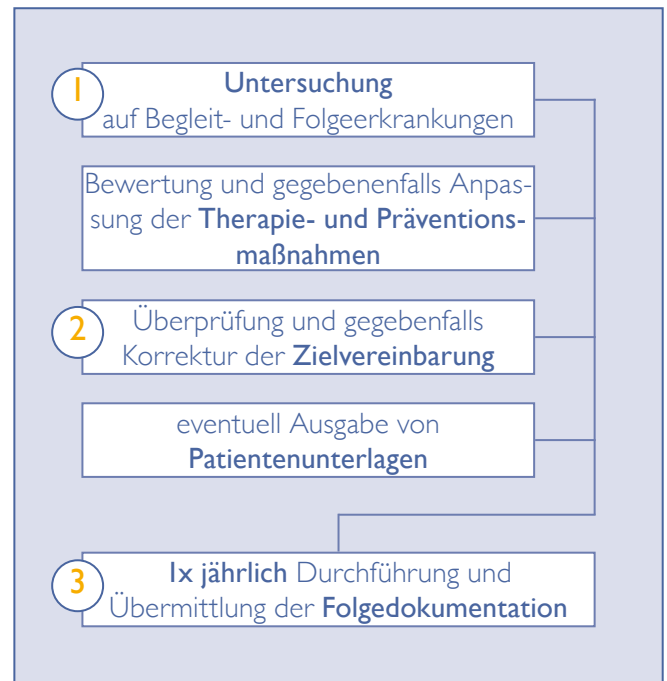 1
Untersuchung
auf Begleit- und Folgeerkrankungen
Bewertung und gegebenenfalls Anpas-
sung der Therapie- und Präventions-
maßnahmen
2
Überprüfung und gegebenfalls
Korrektur der Zielvereinbarung
eventuell Ausgabe von
Patientenunterlagen
3
1x jährlich Durchführung und
Übermittlung der Folgedokumentation